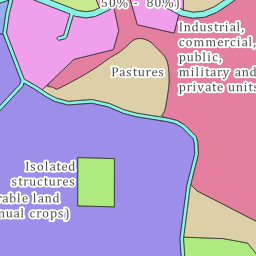 50% - 80%)
Industrial,
commercial,
public,
military and
private units
Pastures
Isolated
structures
rable land
nual crops)